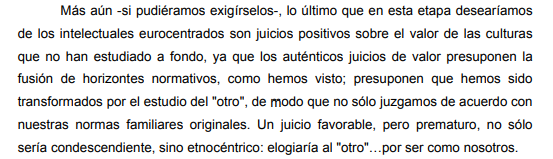 Más aún -si pudiéramos exigírselos-, lo último que en esta etapa desearíamos
de los intelectuales eurocentrados son juicios positivos sobre el valor de las culturas
que no han estudiado a fondo, ya que los auténticos juicios de valor presuponen la
fusión de horizontes normativos, como hemos visto; presuponen que hemos sido
transformados por el estudio del "otro", de modo que no sólo juzgamos de acuerdo con
nuestras normas familiares originales. Un juicio favorable, pero prematuro, no sólo
sería condescendiente, sino etnocéntrico: elogiaría al "otro"...por ser como nosotros.